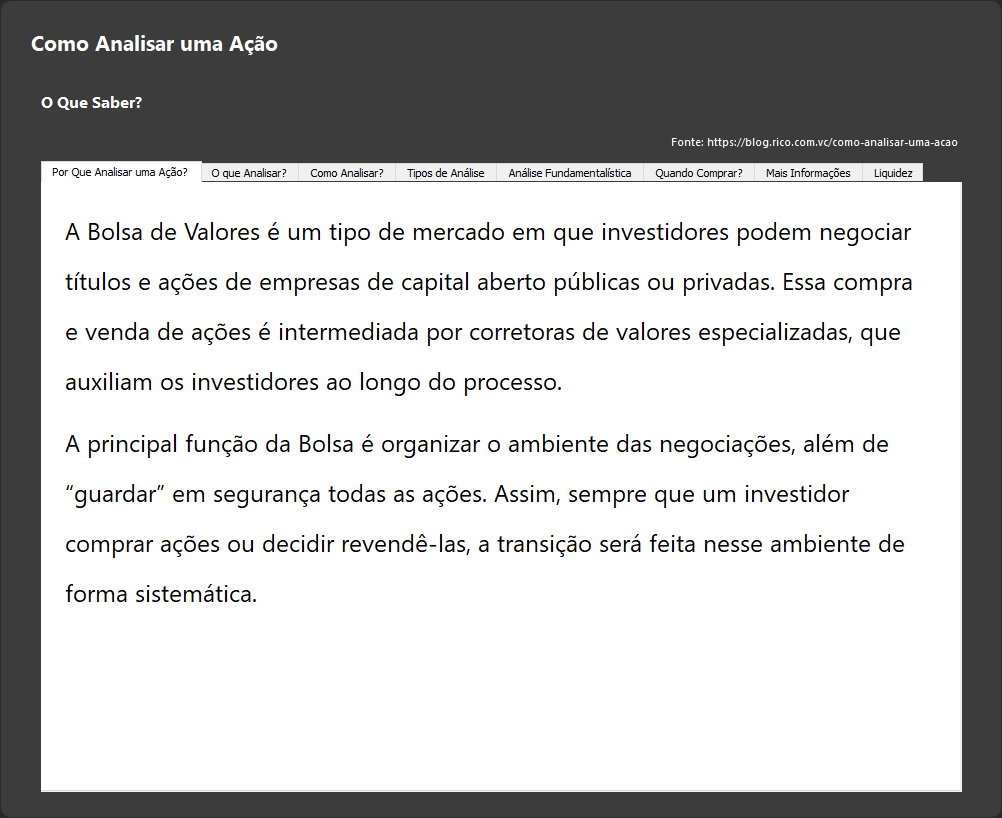 Como Analisar uma Ação
O Que Saber?
Fonte: https://blog.rico.com.vc/como-analisar-uma-acao
Por Que Analisar uma Ação? O que Analisar? Como Analisar? Tipos de Análise Análise Fundamentalística Quando Comprar? Mais Informações Liquidez
A Bolsa de Valores é um tipo de mercado em que investidores podem negociar
títulos e ações de empresas de capital aberto públicas ou privadas. Essa compra
e venda de ações é intermediada por corretoras de valores especializadas, que
auxiliam os investidores ao longo do processo.
A principal função da Bolsa é organizar o ambiente das negociações, além de
“guardar” em segurança todas as ações. Assim, sempre que um investidor
comprar ações ou decidir revendê-las, a transição será feita nesse ambiente de
forma sistemática.